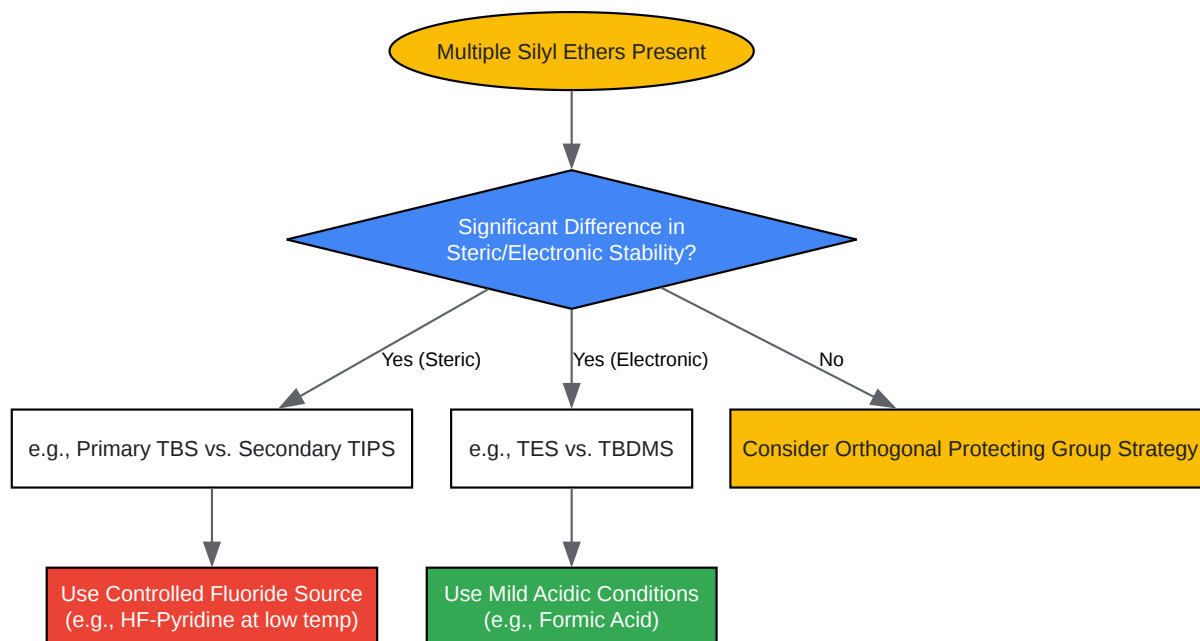 Multiple Silyl Ethers Present
Significant Difference in
Steric/Electronic Stability?
Yes (Steric)
Yes (Electronic)
No
e.g., Primary TBS vs. Secondary TIPS
e.g., TES vs. TBDMS
Consider Orthogonal Protecting Group Strategy
Use Controlled Fluoride Source
(e.g., HF-Pyridine at low temp)
Use Mild Acidic Conditions
(e.g., Formic Acid)